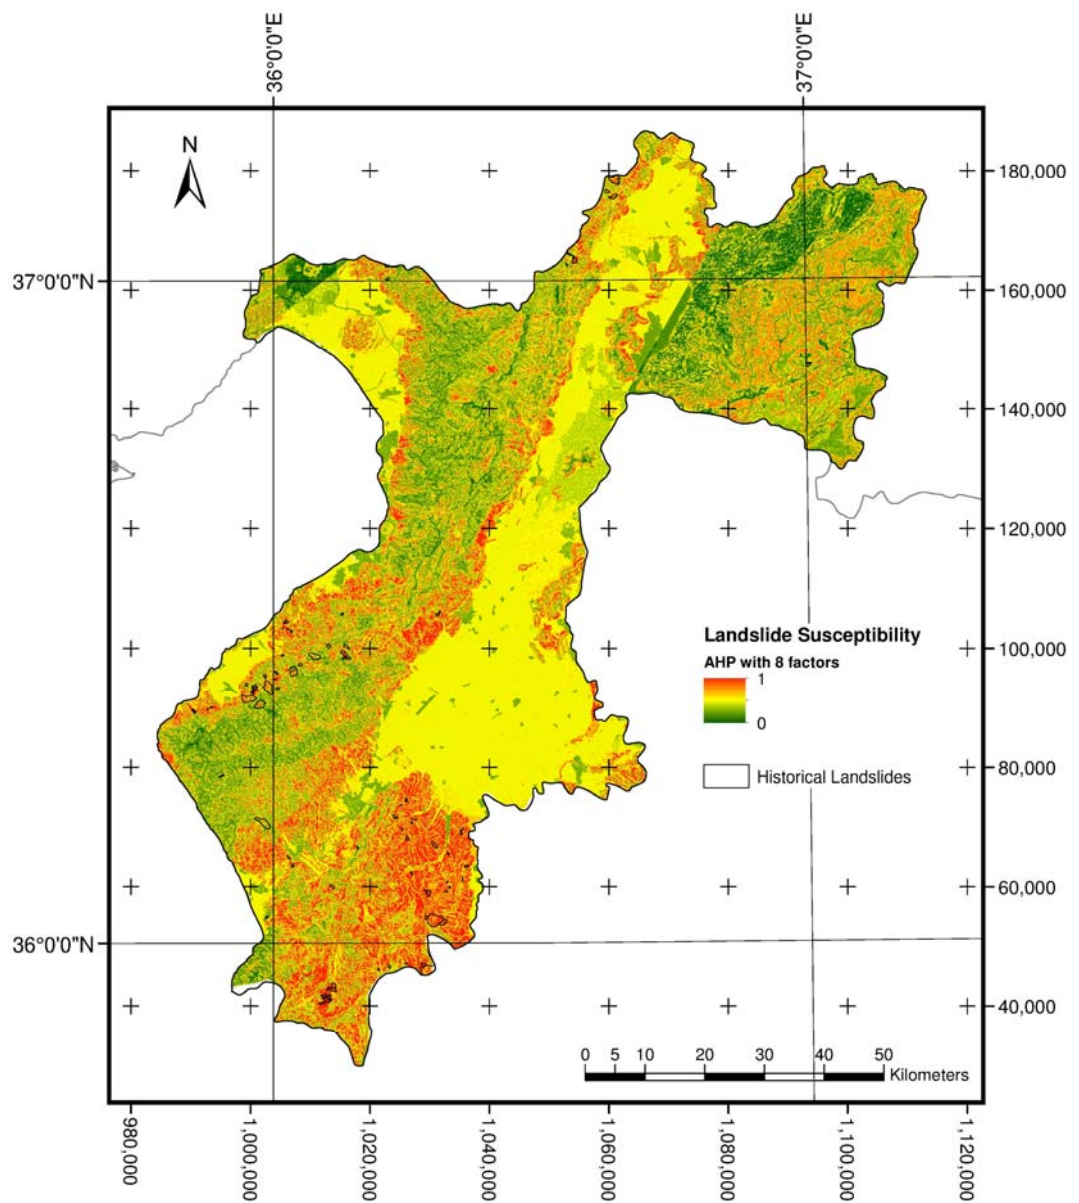 36°0'0"E
37°0'0"E
N
180,000
37°0'0"N
160,000
140,000
120,000
Landslide Susceptibility
AHP with 8 factors
1
0
100,000
Historical Landslides
80,000
60,000
36°0'0"N
40,000
0 5 10 20 30 40 50
Kilometers
980,000
1,000,000
1,020,000
1,040,000
1,060,000
1,080,000
1,100,000
1,120,000